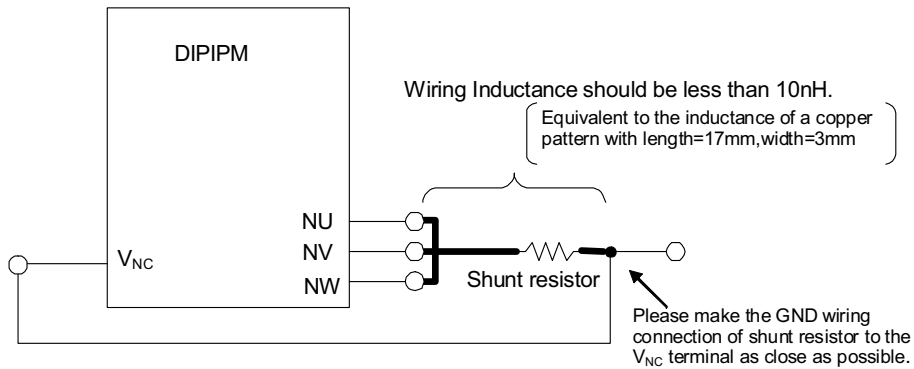 DIPIPM
Wiring Inductance should be less than 10nH.
Equivalent to the inductance of a copper
pattern with length=17mm,width=3mm
NU
NV
NW
VNC
Shunt resistor
Please make the GND wiring
connection of shunt resistor to the
VNC terminal as close as possible.